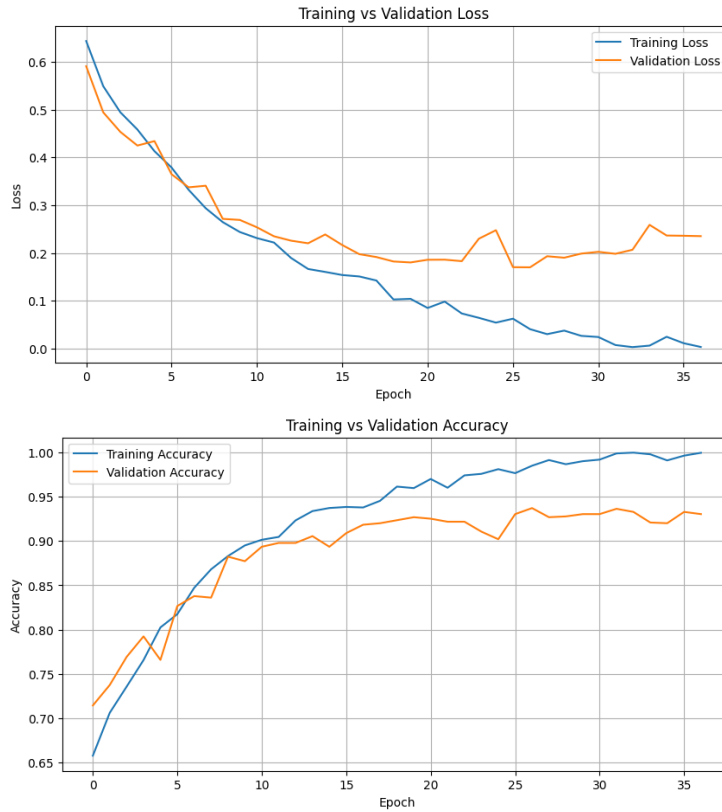 Training vs Validation Loss
Training Loss
Validation Loss
0.6
0.5
0.4
0.3
0.2
0.1
0.0
Loss
0 5 10 15 20 25 30 35
Epoch
Training vs Validation Accuracy
Training Accuracy
Validation Accuracy
1.00
0.95
0.90
0.85
0.80
0.75
0.70
0.65
Accuracy
0 5 10 15 20 25 30 35
Epoch